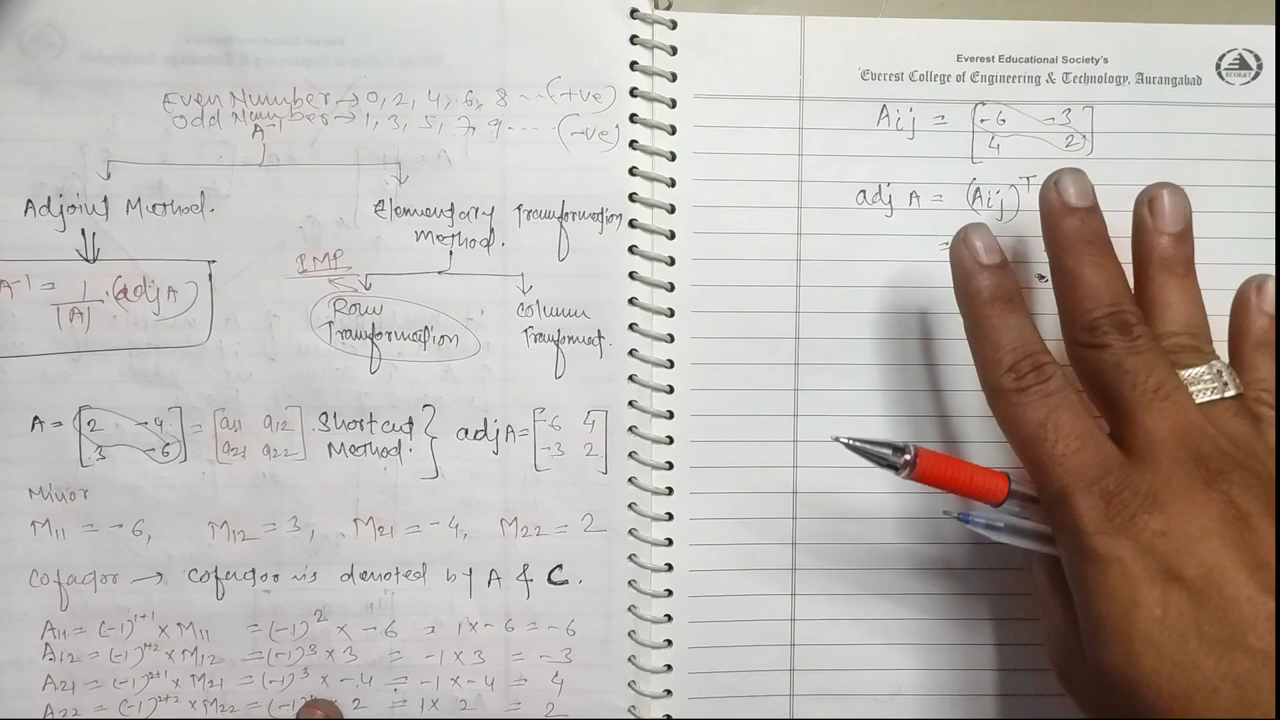 Even Number → 0, 2, 4, 6, 8 ... (+ve)
Odd Number → 1, 3, 5, 7, 9 ..... (-ve)
A⁻¹
Adjoint Method.
Elementary Transformation
Method.
A⁻¹ = 1/|A| . (adj A)
IMP
Row
Transformation
Column
Transformat.
A = [2 -4; 3 -6] = [a11 a12; a21 a22] . Shortcut Method. } adj A = [-6 4; -3 2]
Minor
M11 = -6, M12 = 3, M21 = -4, M22 = 2
Cofactor → cofactor is denoted by A & C.
A11 = (-1)¹⁺¹ × M11 = (-1)² × -6 = 1 × -6 = -6
A12 = (-1)¹⁺² × M12 = (-1)³ × 3 = -1 × 3 = -3
A21 = (-1)²⁺¹ × M21 = (-1)³ × -4 = -1 × -4 = 4
A22 = (-1)²⁺² × M22 = (-1) × 2 = 1 × 2 = 2
Everest Educational Society's
Everest College of Engineering & Technology, Aurangabad
Aij = [-6 -3; 4 2]
adj A = (Aij)ᵀ
=